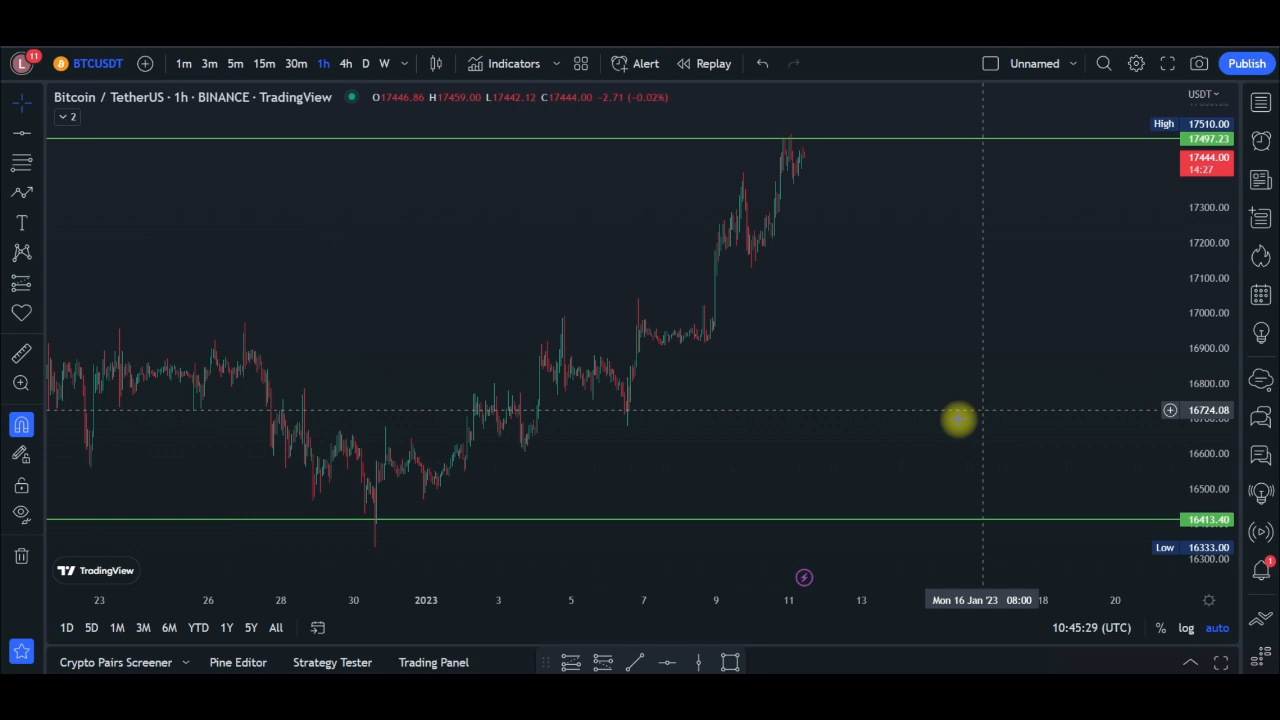 L 11 BTCUSDT 1m 3m 5m 15m 30m 1h 4h D W Indicators Alert Replay Unnamed Publish
Bitcoin / TetherUS · 1h · BINANCE · TradingView O17446.86 H17459.00 L17442.12 C17444.00 -2.71 (-0.02%) USDT
2
High 17510.00
17497.23
17444.00
14:27
17300.00
17200.00
17100.00
17000.00
16900.00
16800.00
16724.08
16600.00
16500.00
16413.40
Low 16333.00
16300.00
TradingView
23 26 28 30 2023 3 5 7 9 11 13 Mon 16 Jan '23 08:00 18 20
1D 5D 1M 3M 6M YTD 1Y 5Y All 10:45:29 (UTC) % log auto
Crypto Pairs Screener Pine Editor Strategy Tester Trading Panel
1